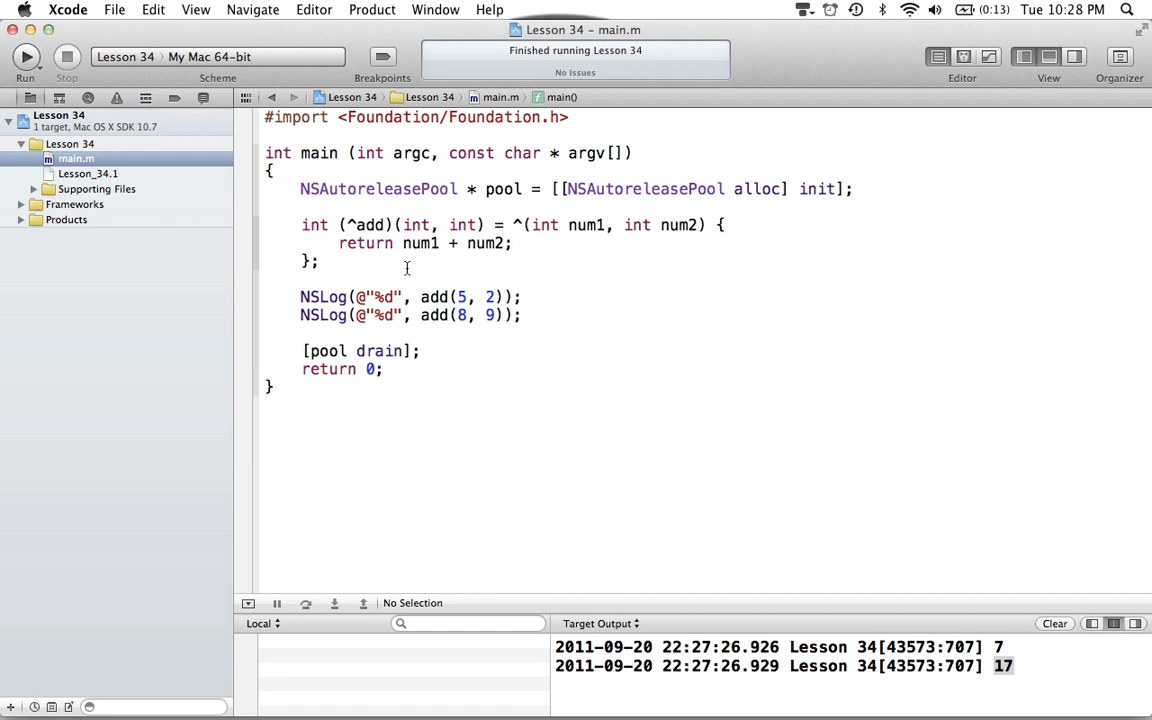 Xcode File Edit View Navigate Editor Product Window Help (0:13) Tue 10:28 PM
Lesson 34 – main.m
Lesson 34 〉 My Mac 64-bit
Finished running Lesson 34
No Issues
Run Stop Scheme Breakpoints Editor View Organizer
Lesson 34 Lesson 34 main.m main()
Lesson 34
1 target, Mac OS X SDK 10.7
Lesson 34
main.m
Lesson_34.1
Supporting Files
Frameworks
Products
#import <Foundation/Foundation.h>
int main (int argc, const char * argv[])
{
NSAutoreleasePool * pool = [[NSAutoreleasePool alloc] init];
int (^add)(int, int) = ^(int num1, int num2) {
return num1 + num2;
};
NSLog(@"%d", add(5, 2));
NSLog(@"%d", add(8, 9));
[pool drain];
return 0;
}
No Selection
Local
Target Output
Clear
2011-09-20 22:27:26.926 Lesson 34[43573:707] 7
2011-09-20 22:27:26.929 Lesson 34[43573:707] 17